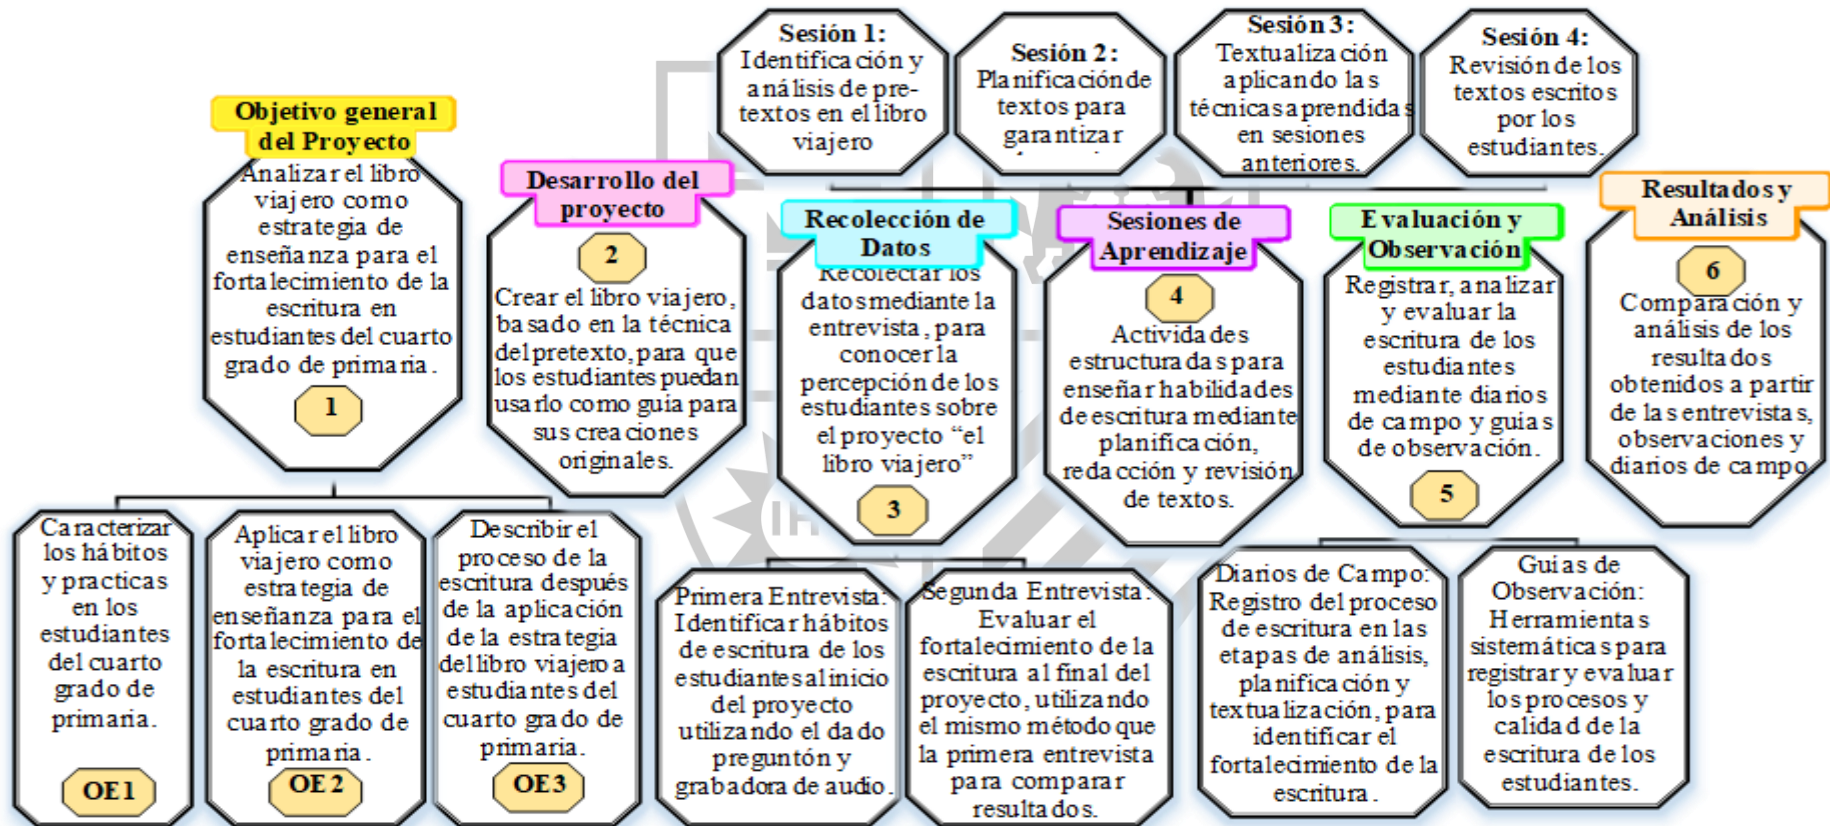 Sesión 1:
Identificación y
análisis de pre-
textos en el libro
viajero
Sesión 2:
Planificación de
textos para
garantizar
Sesión 3:
Textualización
aplicando las
técnicas aprendidas
en sesiones
anteriores.
Sesión 4:
Revisión de los
textos escritos
por los
estudiantes.
Objetivo general
del Proyecto
Analizar el libro
viajero como
estrategia de
enseñanza para el
fortalecimiento de la
escritura en
estudiantes del cuarto
grado de primaria.
1
Desarrollo del
proyecto
2
Crear el libro viajero,
basado en la técnica
del pretexto, para que
los estudiantes puedan
usarlo como guia para
sus creaciones
originales.
Recolección de
Datos
Recolectar los
datos mediante la
entrevista, para
conocer la
percepción de los
estudiantes sobre
el proyecto “el
libro viajero”
3
Sesiones de
Aprendizaje
4
Actividades
estructuradas para
enseñar habilidades
de escritura mediante
planificación,
redacción y revisión
de textos.
Evaluación y
Observación
Registrar, analizar
y evaluar la
escritura de los
estudiantes
mediante diarios
de campo y guias
de observación.
5
Resultados y
Análisis
6
Comparación y
análisis de los
resultados
obtenidos a partir
de las entrevistas,
observaciones y
diarios de campo
Caracterizar
los hábitos
y practicas
en los
estudiantes
del cuarto
grado de
primaria.
OE1
Aplicar el libro
viajero como
estrategia de
enseñanza para el
fortalecimiento de
la escritura en
estudiantes del
cuarto grado de
primaria.
OE2
Describir el
proceso de la
escritura después
de la aplicación
de la estrategia
del libro viajero a
estudiantes del
cuarto grado de
primaria.
OE3
Primera Entrevista:
Identificar hábitos
de escritura de los
estudiantes al inicio
del proyecto
utilizando el dado
preguntón y
grabadora de audio.
Segunda Entrevista:
Evaluar el
fortalecimiento de la
escritura al final del
proyecto, utilizando
el mismo método que
la primera entrevista
para comparar
resultados.
Diarios de Campo:
Registro del proceso
de escritura en las
etapas de análisis,
planificación y
textualización, para
identificar el
fortalecimiento de la
escritura.
Guías de
Observación:
Herramientas
sistemáticas para
registrar y evaluar
los procesos y
calidad de la
escritura de los
estudiantes.
IH